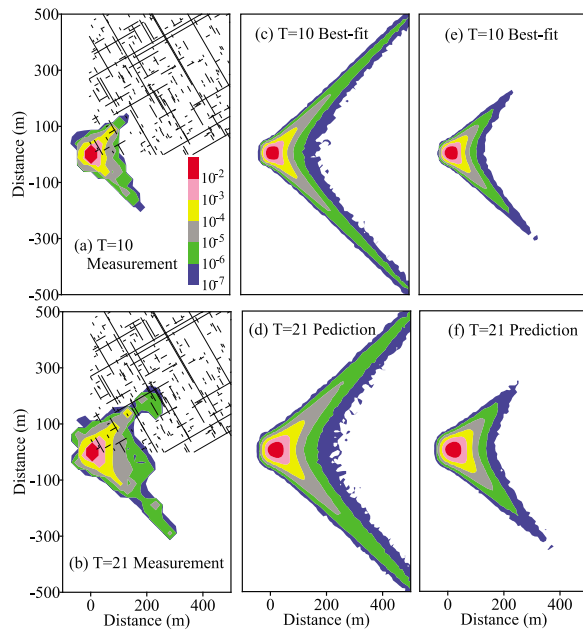 500
300
100
-100
-300
-500
Distance (m)
(a) T=10
Measurement
10-2
10-3
10-4
10-5
10-6
10-7
(c) T=10 Best-fit
(e) T=10 Best-fit
500
300
100
-100
-300
-500
Distance (m)
(b) T=21 Measurement
(d) T=21 Pediction
(f) T=21 Prediction
0 200 400
0 200 400
0 200 400
Distance (m)
Distance (m)
Distance (m)